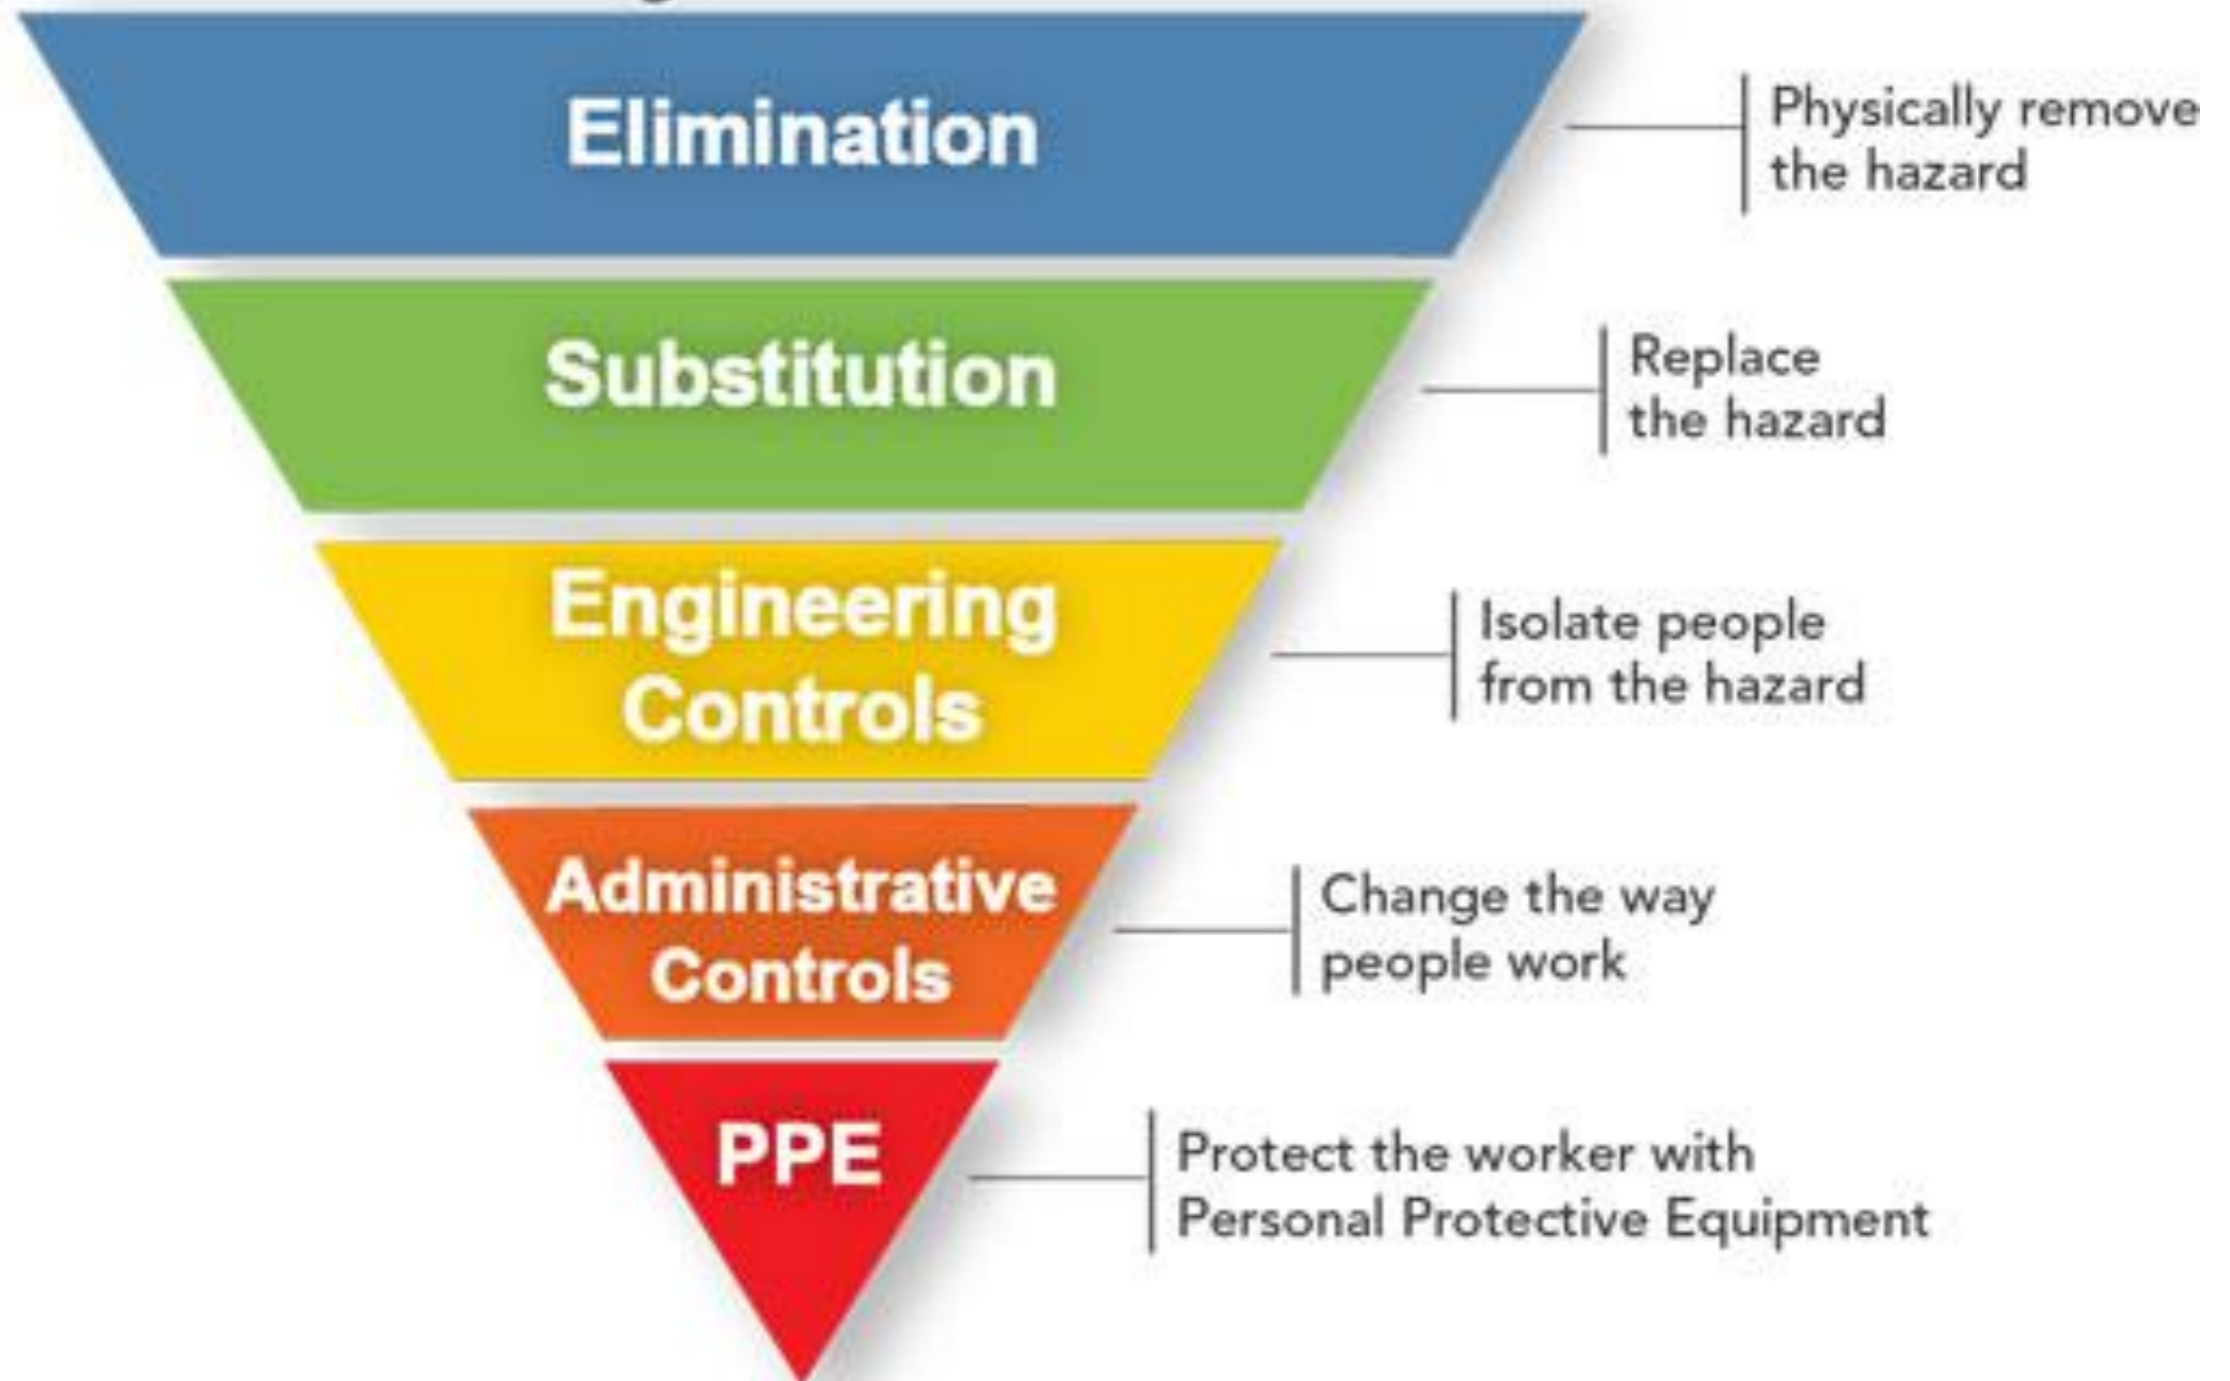 Elimination
Physically remove
the hazard
Substitution
Replace
the hazard
Engineering
Controls
Isolate people
from the hazard
Administrative
Controls
Change the way
people work
PPE
Protect the worker with
Personal Protective Equipment